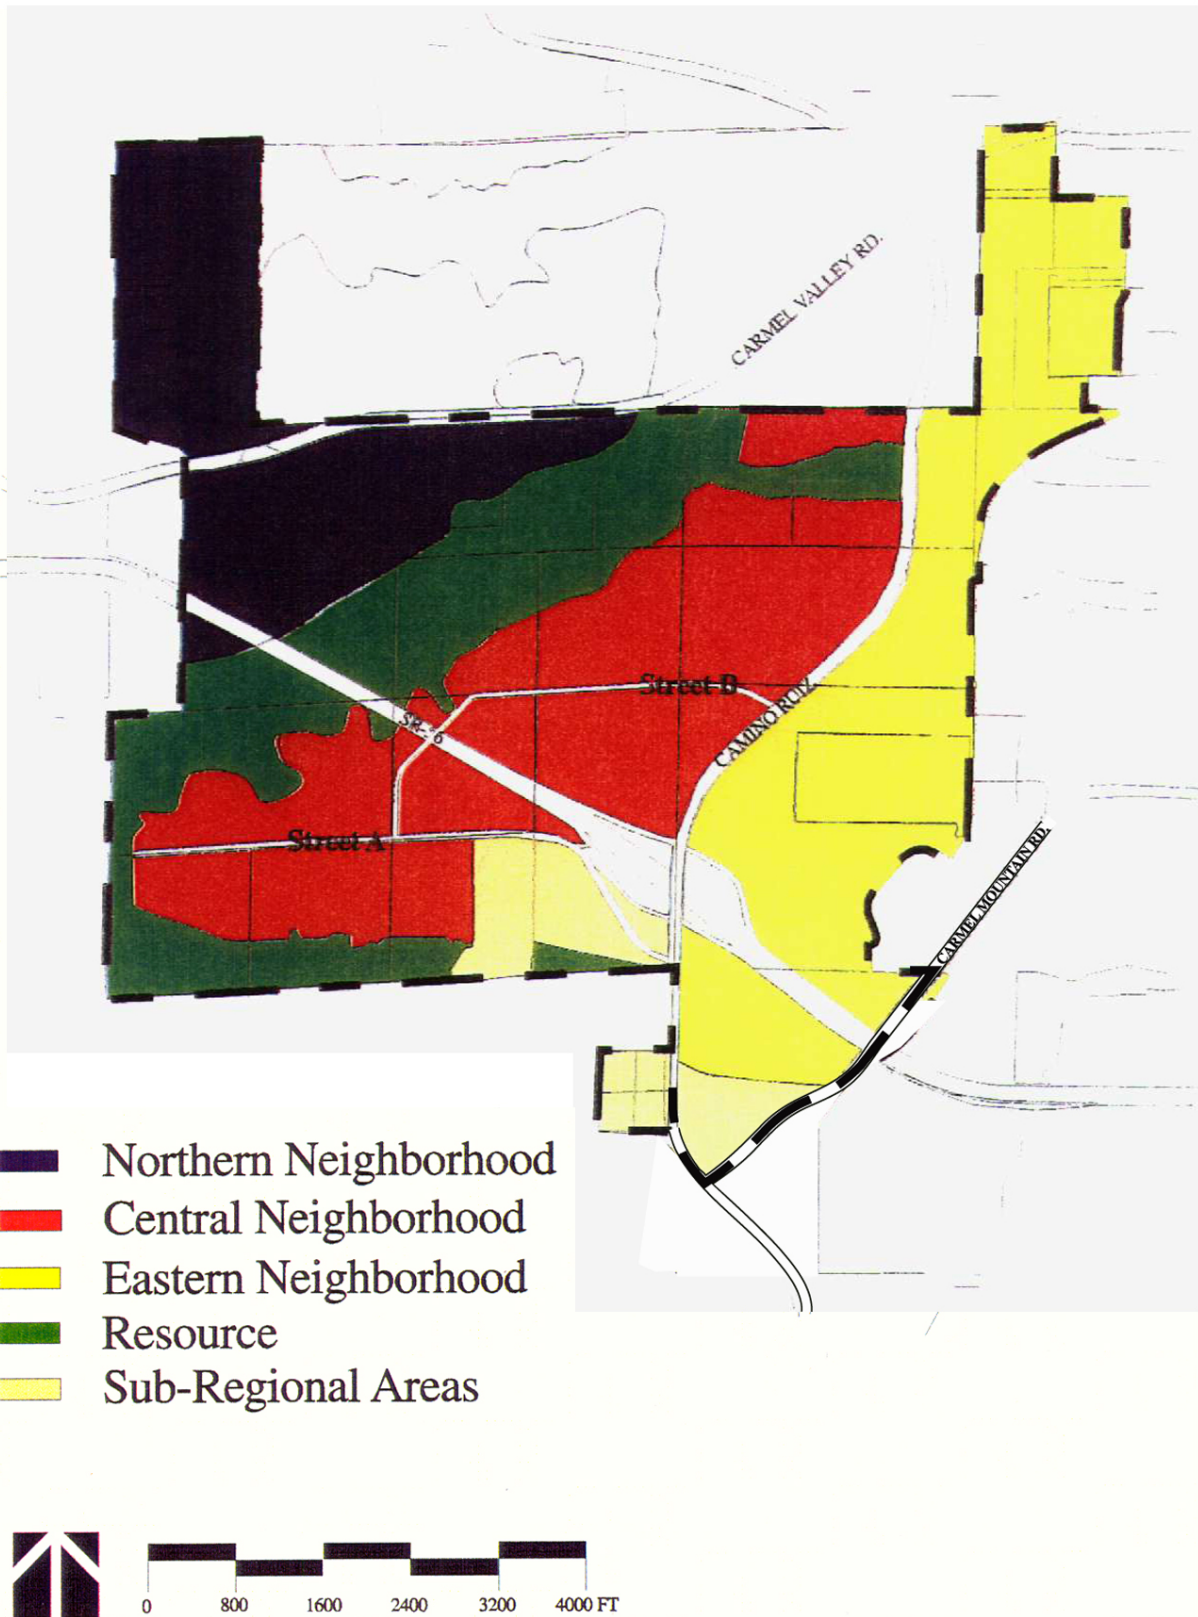 CARMEL VALLEY RD.
Street B
CAMINO RUIZ
SR-56
Street A
CARMEL MOUNTAIN RD.
Northern Neighborhood
Central Neighborhood
Eastern Neighborhood
Resource
Sub-Regional Areas
0 800 1600 2400 3200 4000 FT